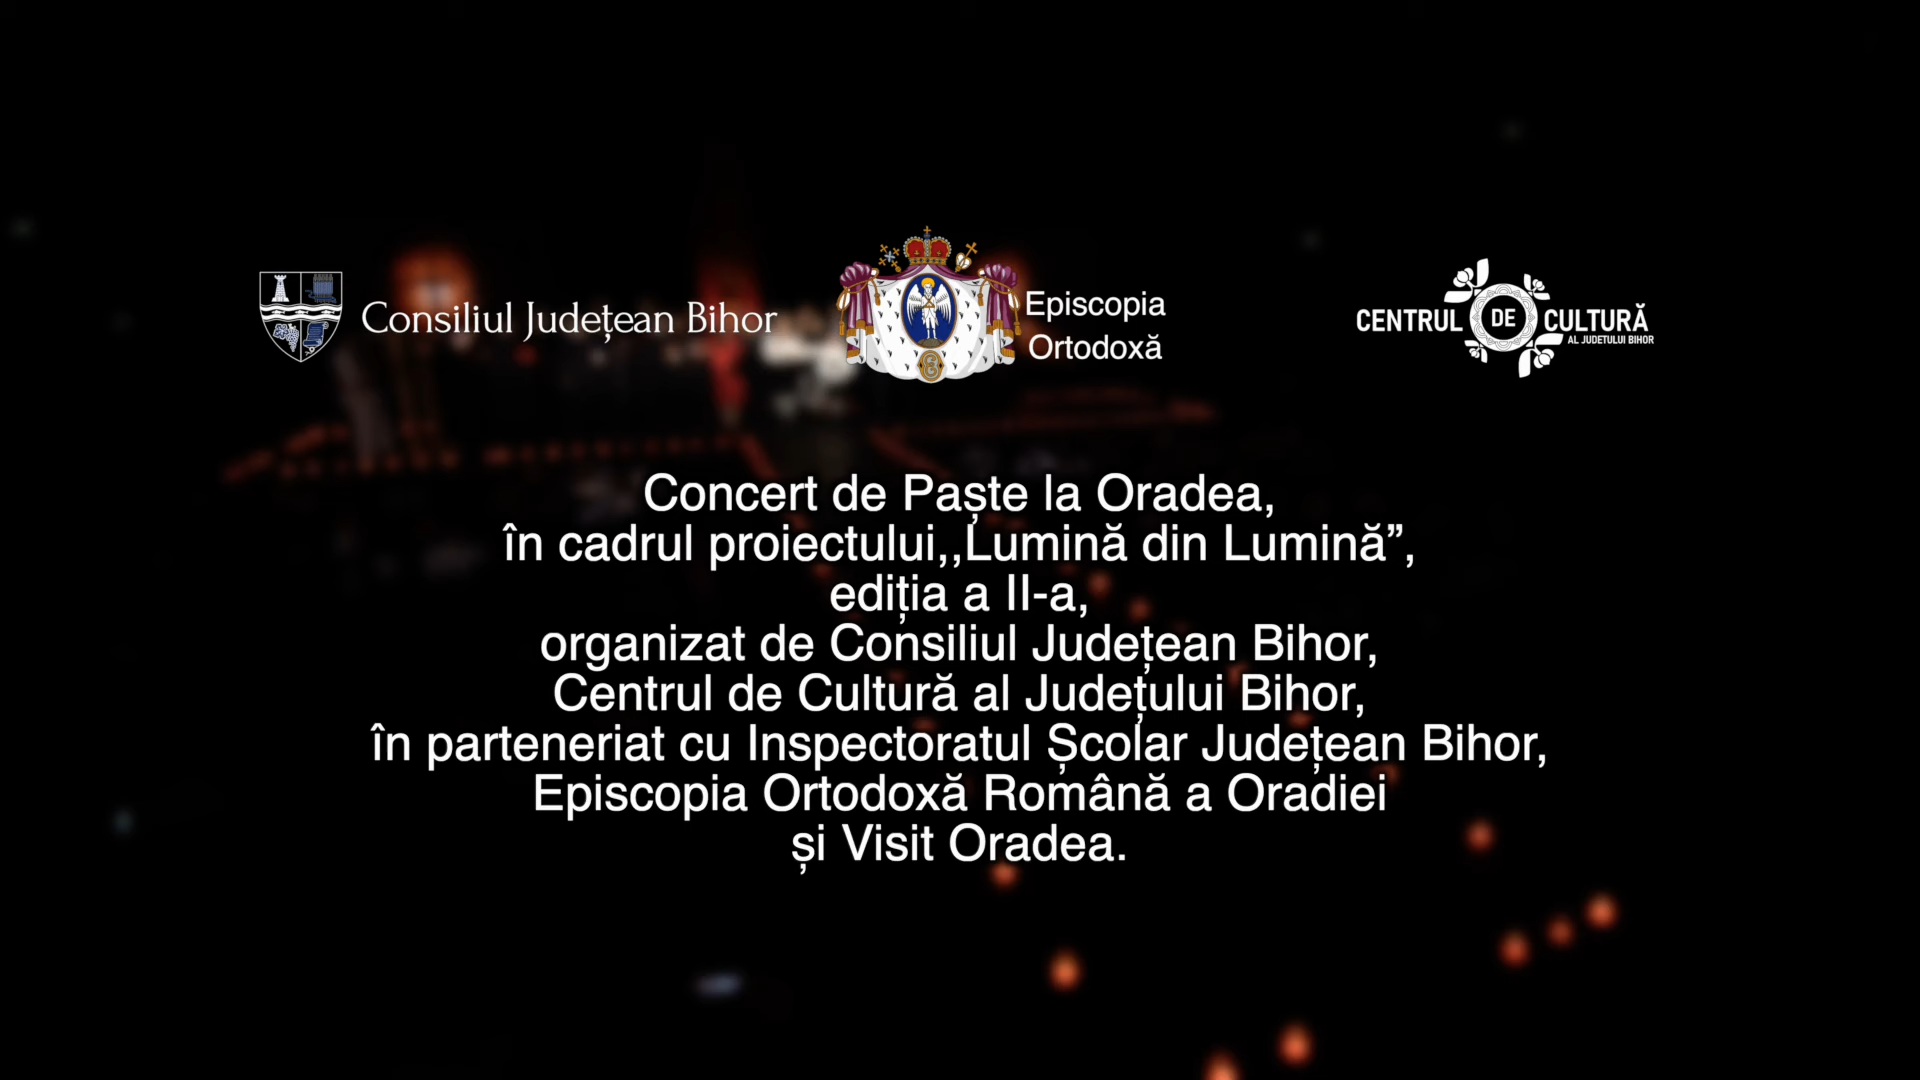 Consiliul Județean Bihor
Episcopia
Ortodoxă
CENTRUL DE CULTURĂ
AL JUDETULUI BIHOR
Concert de Paște la Oradea,
în cadrul proiectului,,Lumină din Lumină”,
ediția a II-a,
organizat de Consiliul Județean Bihor,
Centrul de Cultură al Județului Bihor,
în parteneriat cu Inspectoratul Școlar Județean Bihor,
Episcopia Ortodoxă Română a Oradiei
și Visit Oradea.